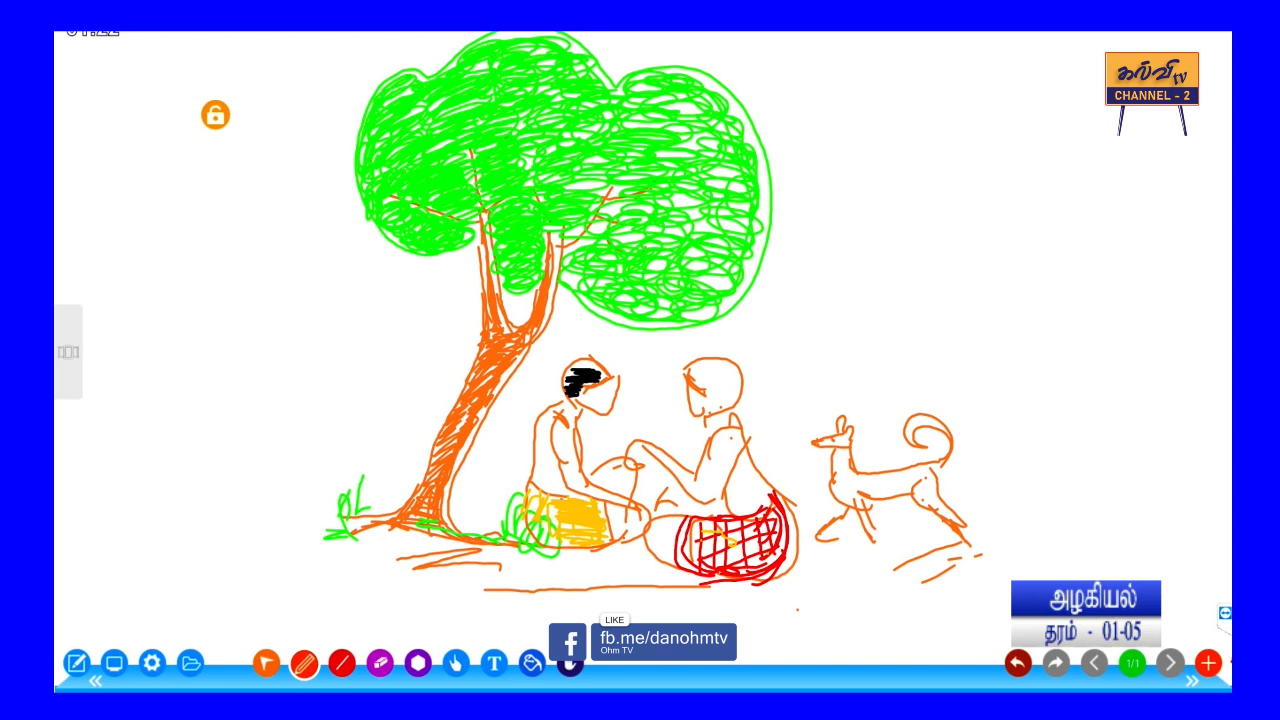 கல்வி tv
CHANNEL - 2
அழகியல்
தரம் - 01-05
LIKE
f fb.me/danohmtv
Ohm TV
T
1/1